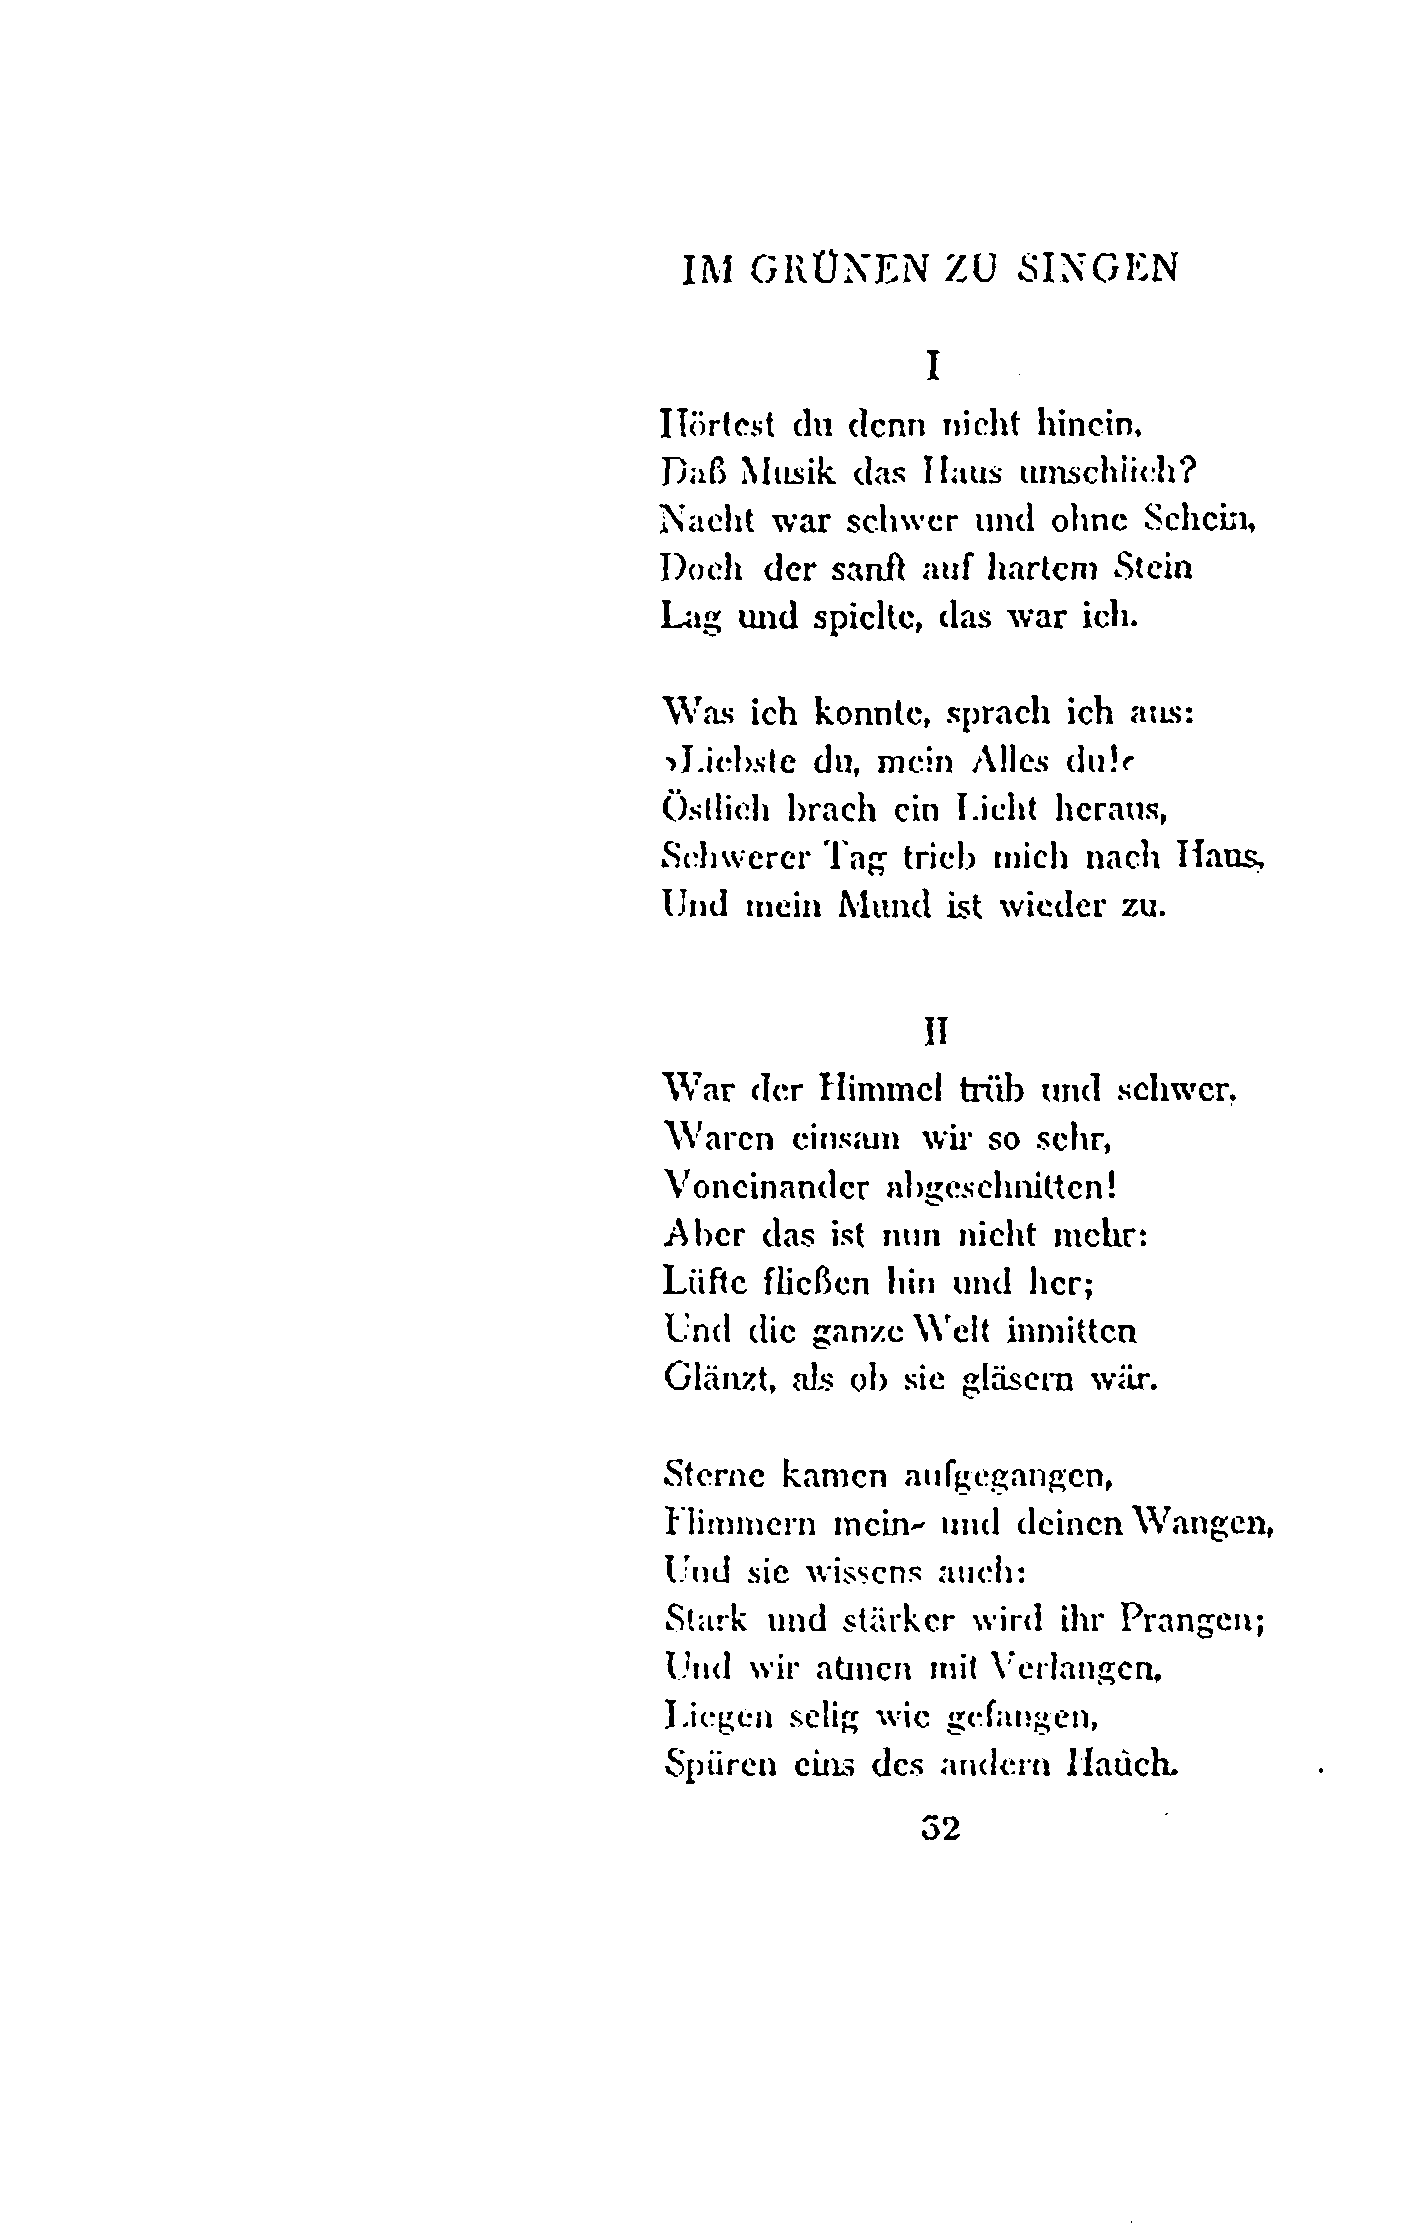 IM GRÜNEN ZU SINGEN
I
Hörtest du denn nicht hinein,
Daß Musik das Haus umschlich?
Nacht war schwer und ohne Schein,
Doch der sanft auf hartem Stein
Lag und spielte, das war ich.
Was ich konnte, sprach ich aus:
›Liebste du, mein Alles du!‹
Östlich brach ein Licht heraus,
Schwerer Tag trieb mich nach Haus,
Und mein Mund ist wieder zu.
II
War der Himmel trüb und schwer,
Waren einsam wir so sehr,
Voneinander abgeschnitten!
Aber das ist nun nicht mehr:
Lüfte fließen hin und her;
Und die ganze Welt inmitten
Glänzt, als ob sie gläsern wär.
Sterne kamen aufgegangen,
Flimmern mein- und deinen Wangen,
Und sie wissens auch:
Stark und stärker wird ihr Prangen;
Und wir atmen mit Verlangen,
Liegen selig wie gefangen,
Spüren eins des andern Hauch.
32